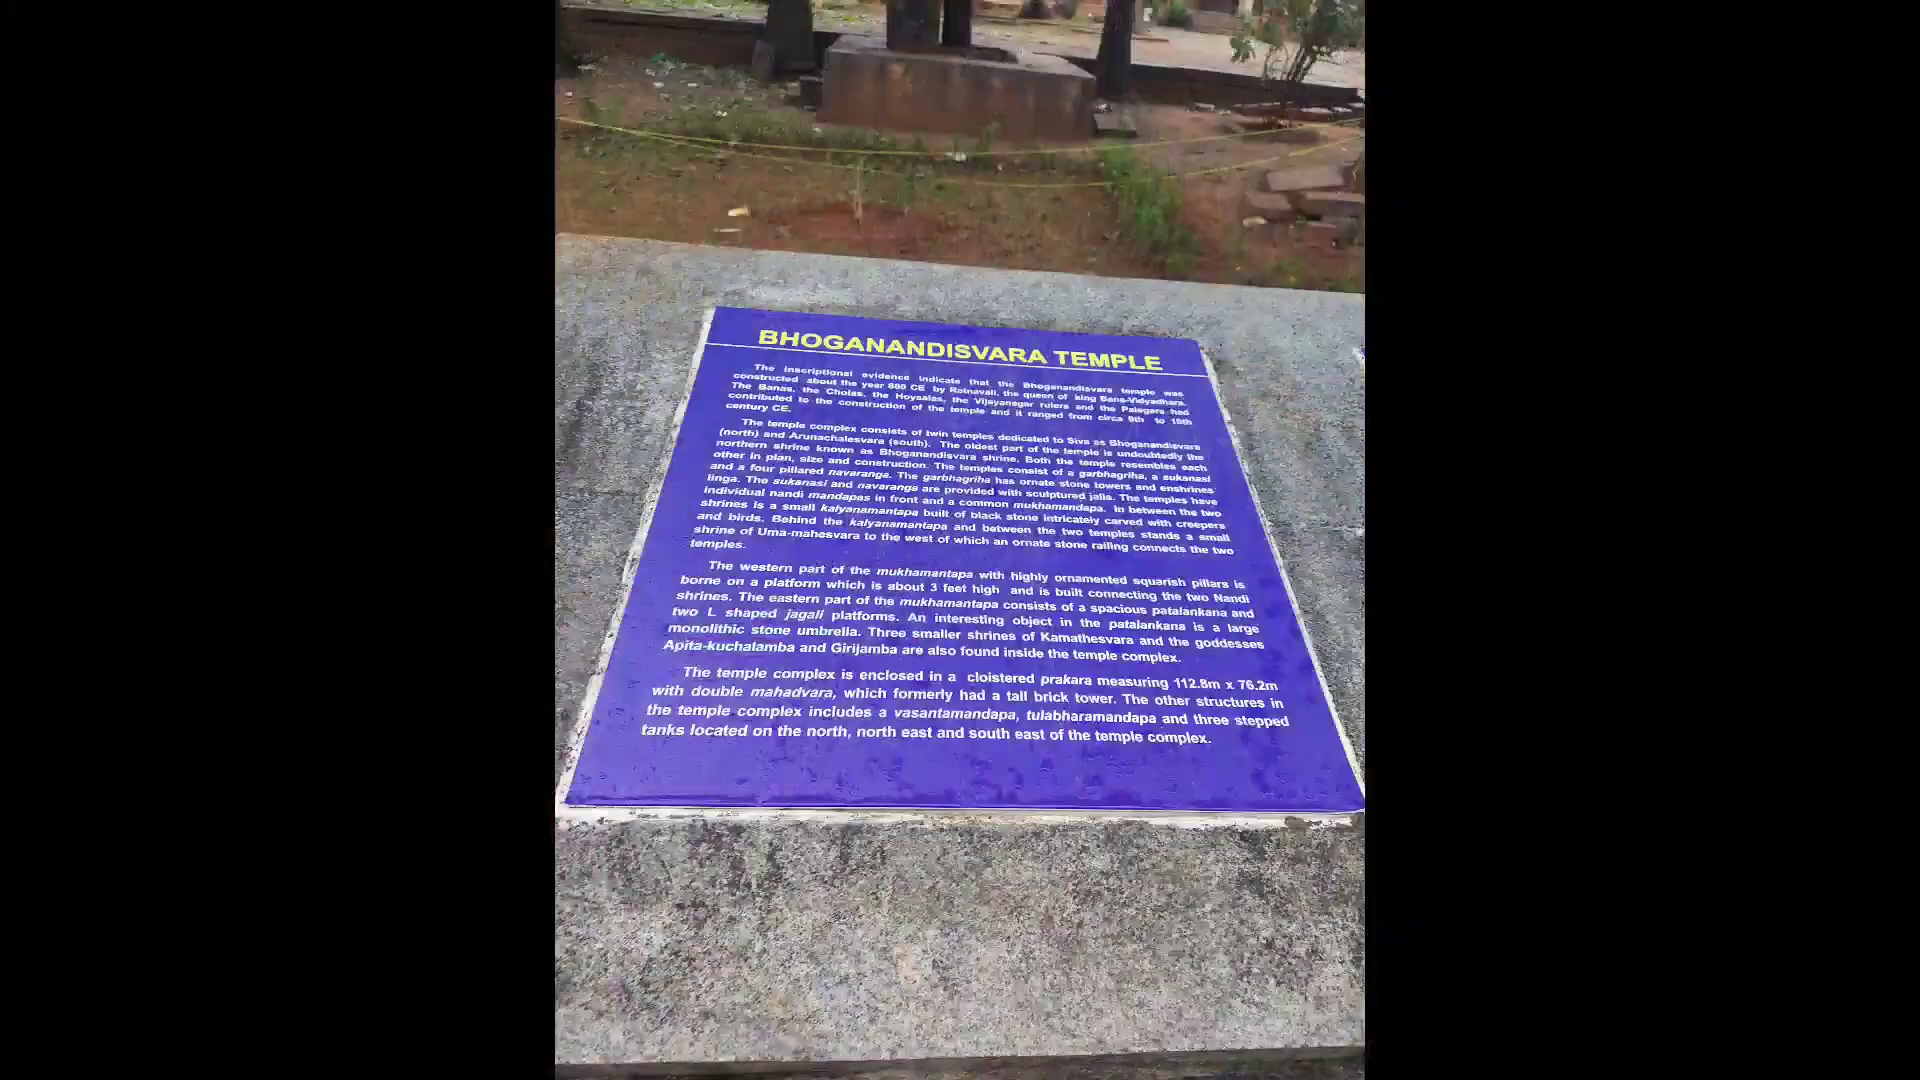 BHOGANANDISVARA TEMPLE
The inscriptional evidence indicate that the Bhoganandisvara temple was
constructed about the year 880 CE by Ratnavali, the queen of king Bana-Vidyadhara.
The Banas, the Cholas, the Hoysalas, the Vijayanagar rulers and the Palegars had
contributed to the construction of the temple and it ranged from circa 9th to 18th
century CE.
The temple complex consists of twin temples dedicated to Siva as Bhoganandisvara
(north) and Arunachalesvara (south). The oldest part of the temple is undoubtedly the
northern shrine known as Bhoganandisvara shrine. Both the temple resembles each
other in plan, size and construction. The temples consist of a garbhagriha, a sukanasi
and a four pillared navaranga. The garbhagriha has ornate stone towers and enshrines
linga. The sukanasi and navaranga are provided with sculptured jalis. The temples have
individual nandi mandapas in front and a common mukhamandapa. In between the two
shrines is a small kalyanamantapa built of black stone intricately carved with creepers
and birds. Behind the kalyanamantapa and between the two temples stands a small
shrine of Uma-mahesvara to the west of which an ornate stone railing connects the two
temples.
The western part of the mukhamantapa with highly ornamented squarish pillars is
borne on a platform which is about 3 feet high and is built connecting the two Nandi
shrines. The eastern part of the mukhamantapa consists of a spacious patalankana and
two L shaped jagali platforms. An interesting object in the patalankana is a large
monolithic stone umbrella. Three smaller shrines of Kamathesvara and the goddesses
Apita-kuchalamba and Girijamba are also found inside the temple complex.
The temple complex is enclosed in a cloistered prakara measuring 112.8m x 76.2m
with double mahadvara, which formerly had a tall brick tower. The other structures in
the temple complex includes a vasantamandapa, tulabharamandapa and three stepped
tanks located on the north, north east and south east of the temple complex.